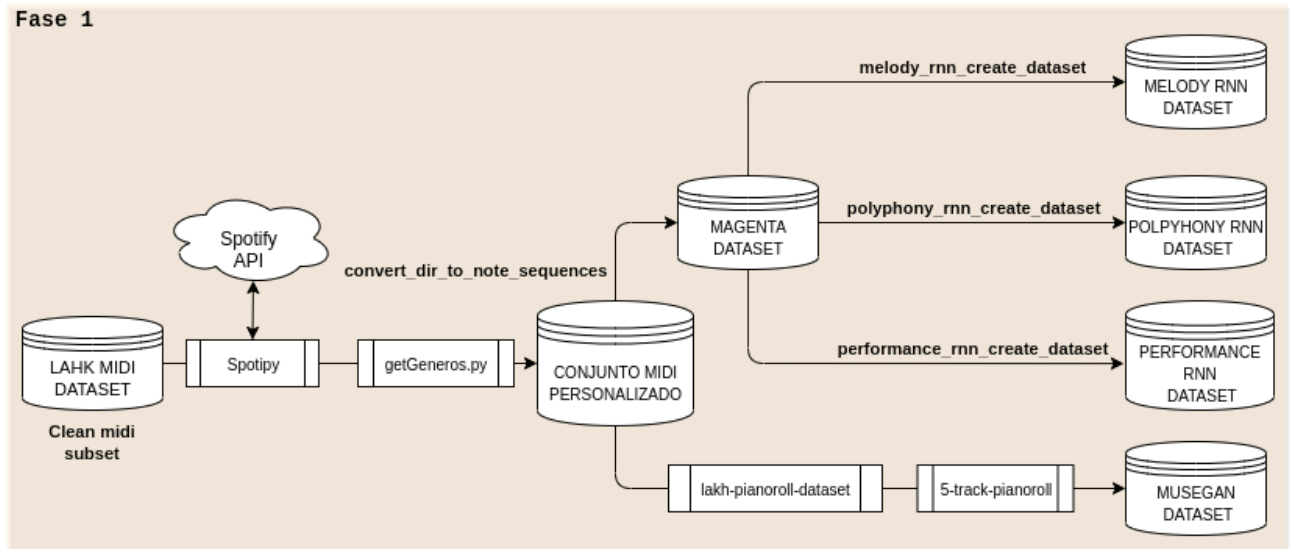 Fase 1
melody_rnn_create_dataset
MELODY RNN
DATASET
Spotify
API
convert_dir_to_note_sequences
MAGENTA
DATASET
polyphony_rnn_create_dataset
POLPYHONY RNN
DATASET
LAHK MIDI
DATASET
Clean midi
subset
Spotipy
getGeneros.py
CONJUNTO MIDI
PERSONALIZADO
performance_rnn_create_dataset
PERFORMANCE
RNN
DATASET
lakh-pianoroll-dataset
5-track-pianoroll
MUSEGAN
DATASET